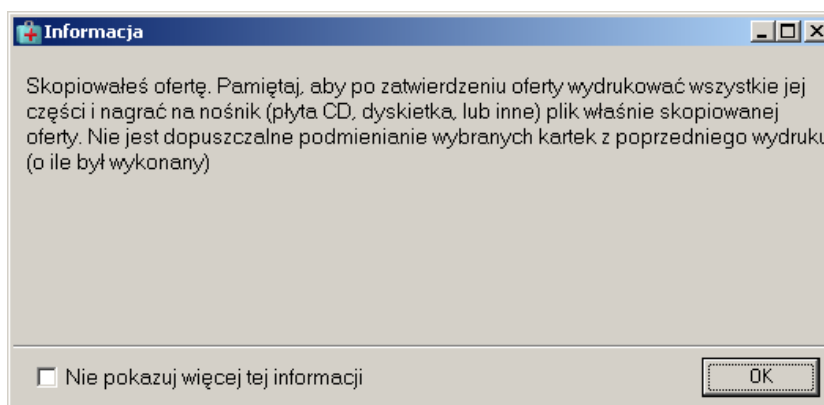 Informacja
Skopiowałeś ofertę. Pamiętaj, aby po zatwierdzeniu oferty wydrukować wszystkie jej
części i nagrać na nośnik (płyta CD, dyskietka, lub inne) plik właśnie skopiowanej
oferty. Nie jest dopuszczalne podmienianie wybranych kartek z poprzedniego wydruku
(o ile był wykonany)
Nie pokazuj więcej tej informacji
OK